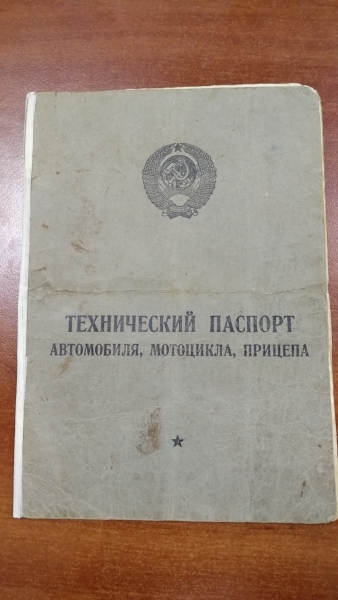 ТЕХНИЧЕСКИЙ ПАСПОРТ
АВТОМОБИЛЯ, МОТОЦИКЛА, ПРИЦЕПА